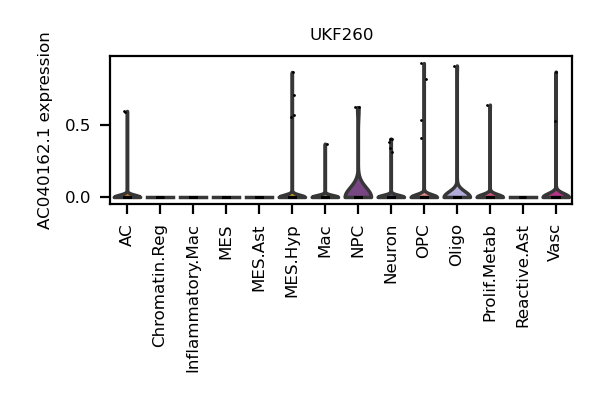 UKF260
AC040162.1 expression
0.5
0.0
AC
Chromatin.Reg
Inflammatory.Mac
MES
MES.Ast
MES.Hyp
Mac
NPC
Neuron
OPC
Oligo
Prolif.Metab
Reactive.Ast
Vasc